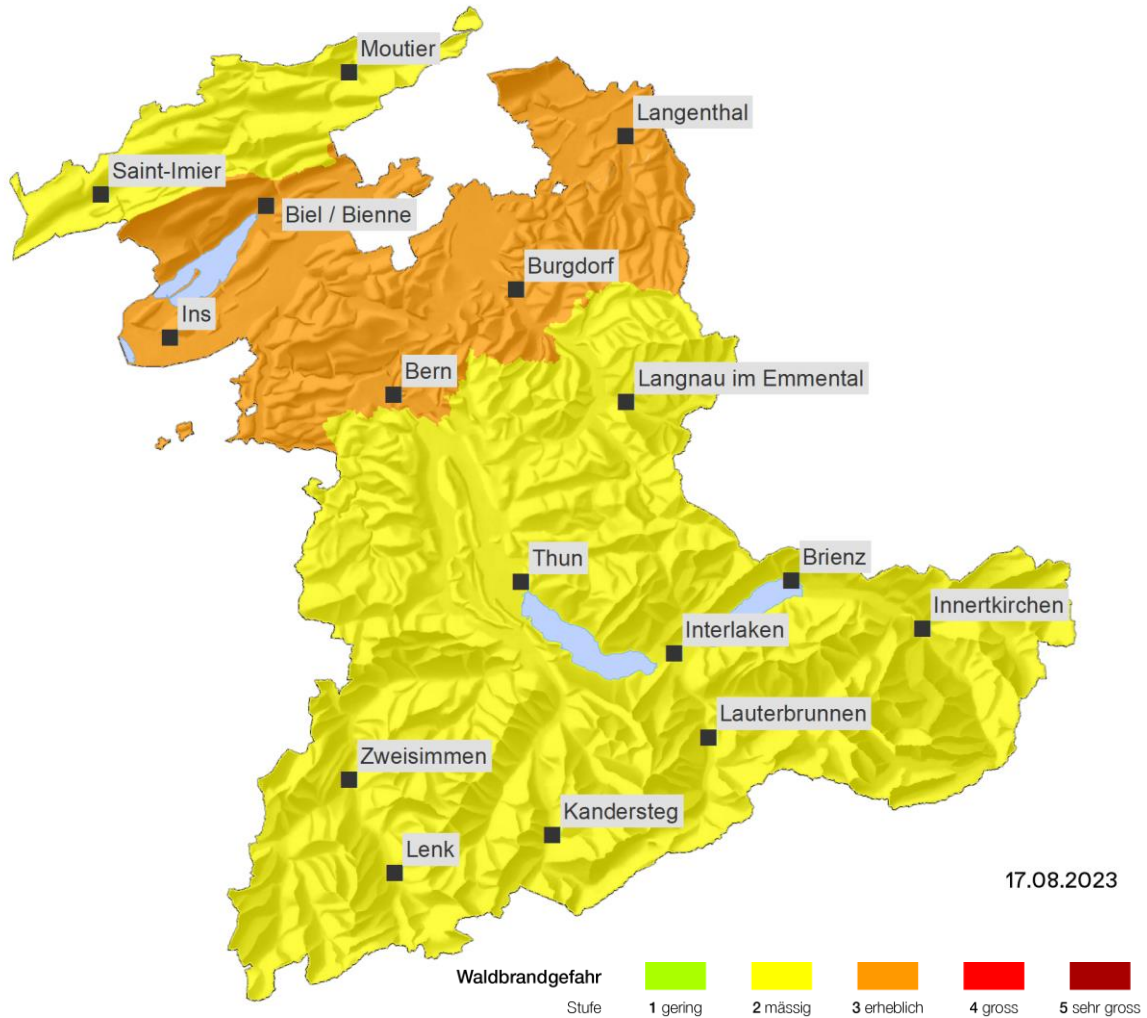 Moutier
Langenthal
Saint-Imier
Biel / Bienne
Burgdorf
Ins
Bern
Langnau im Emmental
Thun
Brienz
Innertkirchen
Interlaken
Lauterbrunnen
Zweisimmen
Kandersteg
Lenk
17.08.2023
Waldbrandgefahr
Stufe 1 gering 2 mässig 3 erheblich 4 gross 5 sehr gross